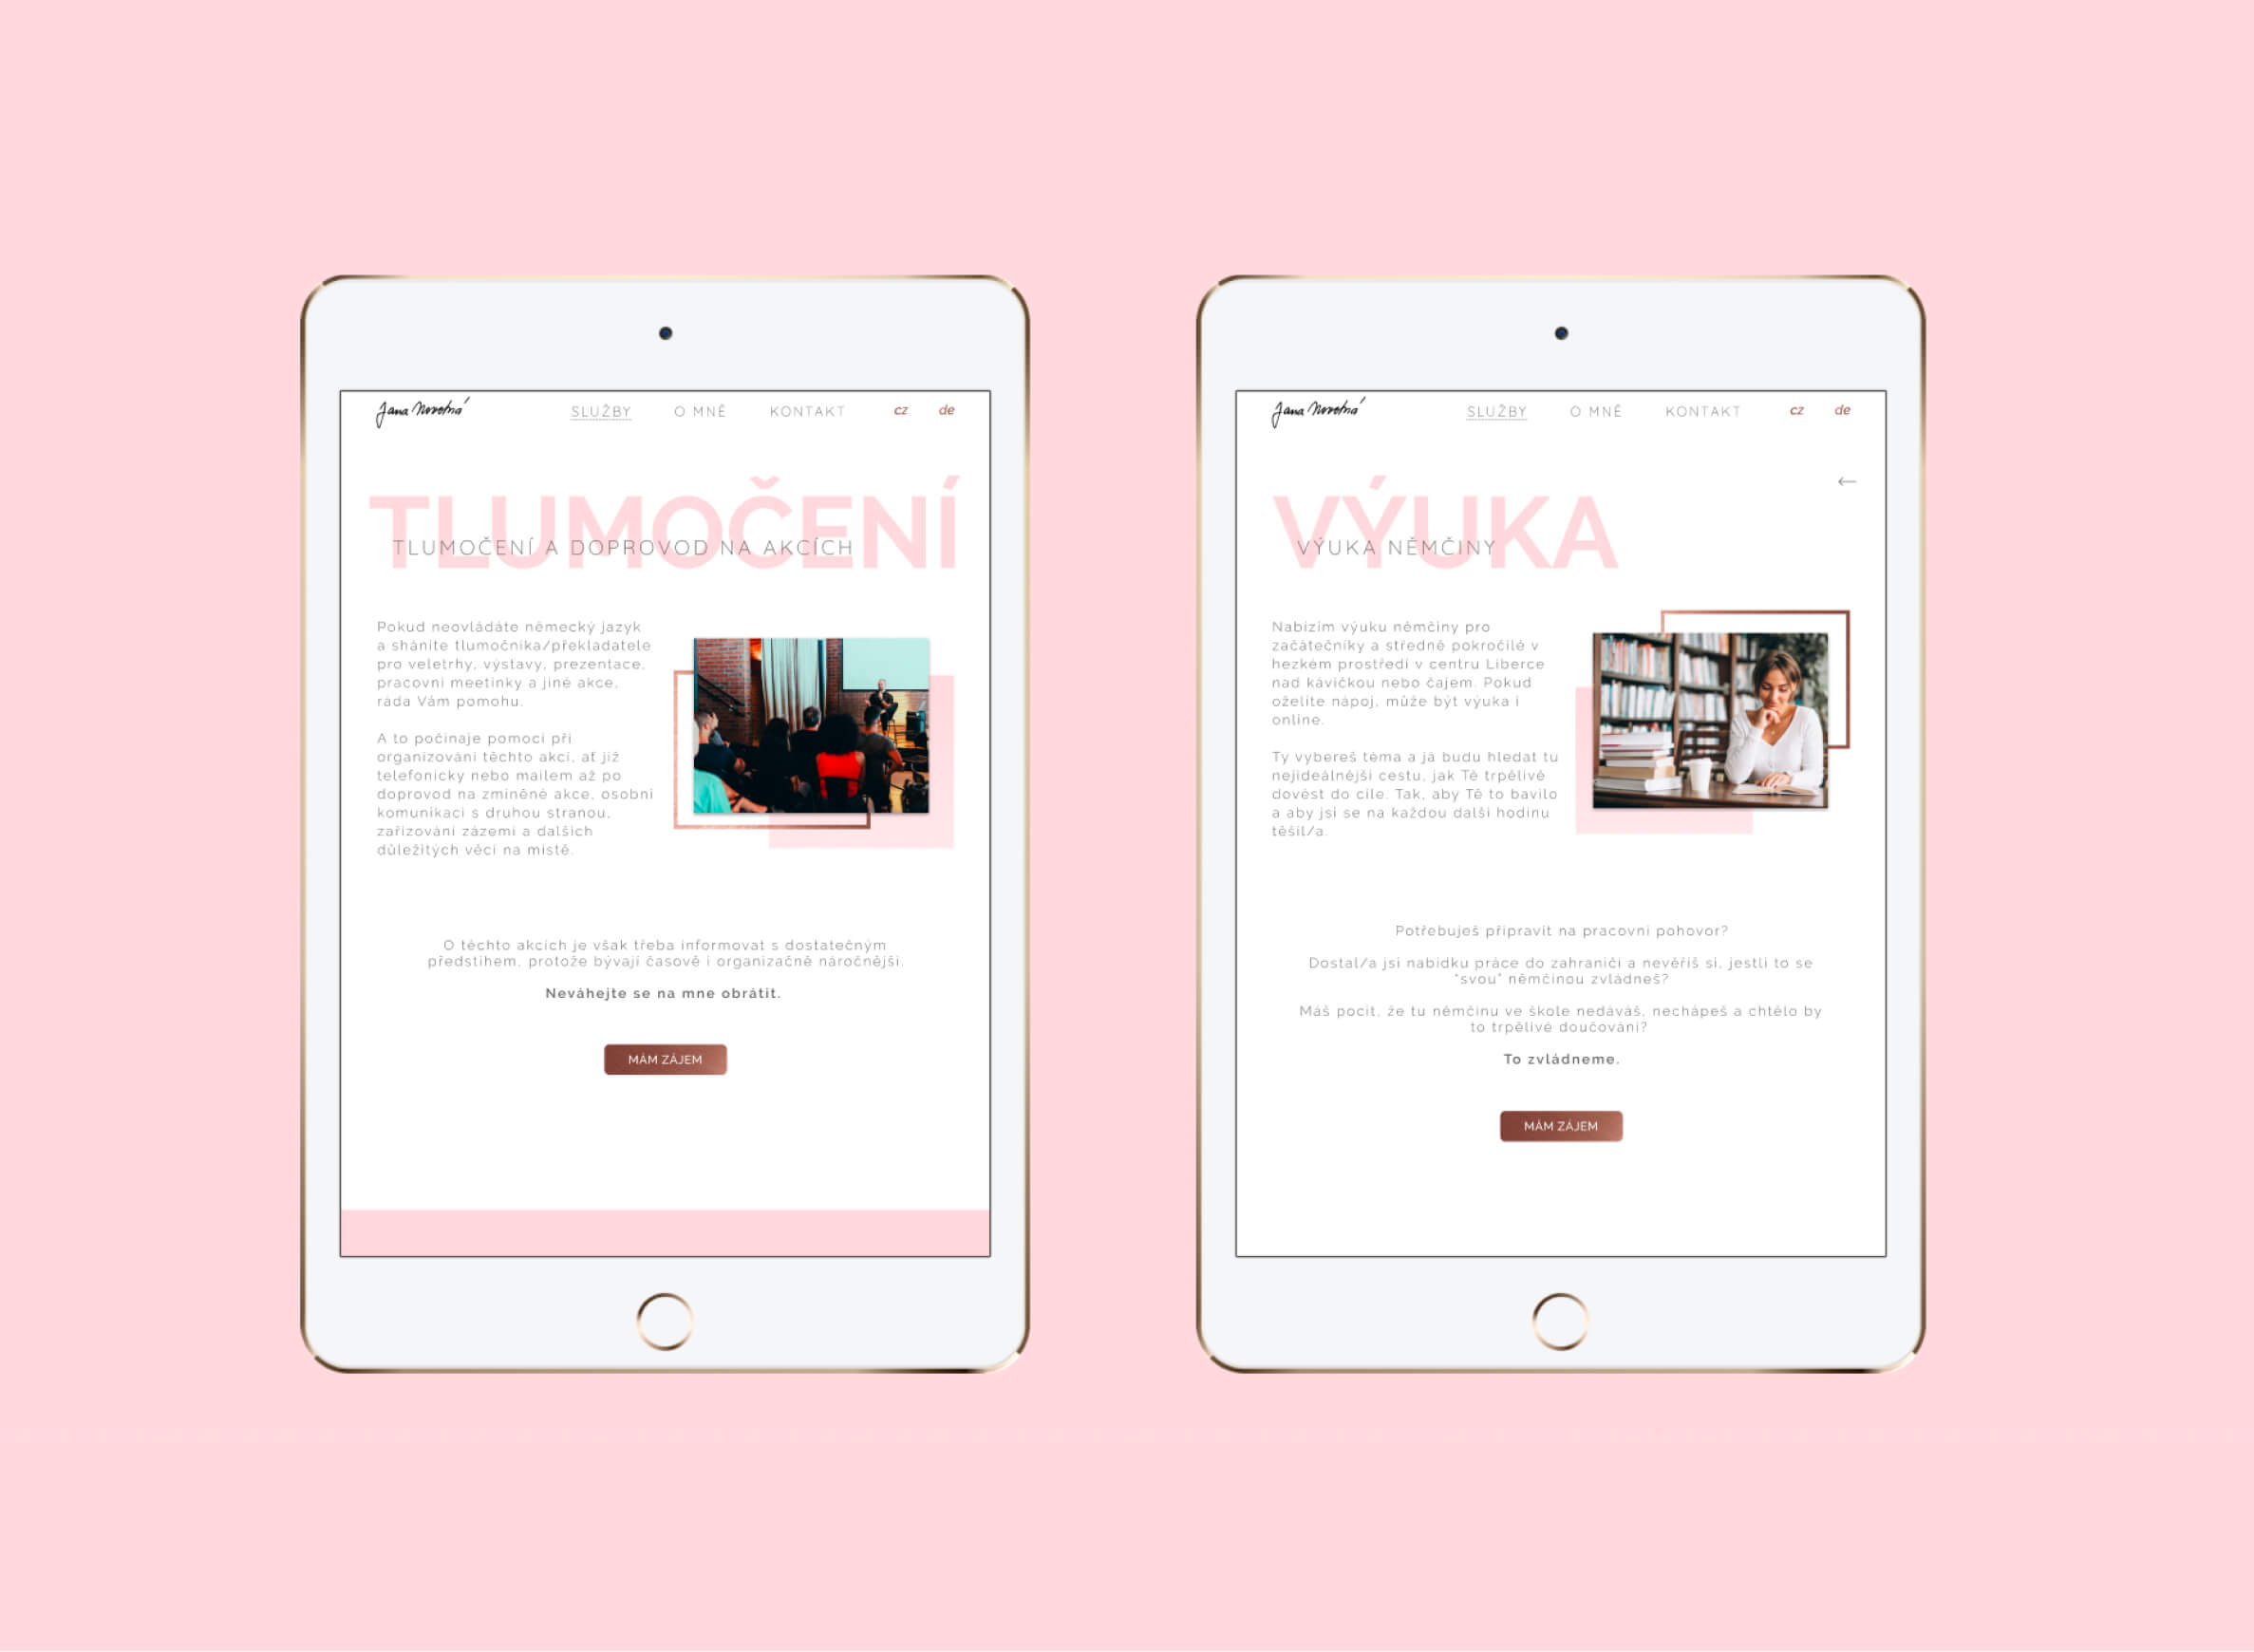 Jana Novotná
SLUŽBY O MNĚ KONTAKT cz de
TLUMOČENÍ
TLUMOČENÍ A DOPROVOD NA AKCÍCH
Pokud neovládáte německý jazyk
a sháníte tlumočníka/překladatele
pro veletrhy, výstavy, prezentace,
pracovní meetinky a jiné akce,
ráda Vám pomohu.
A to počínaje pomocí při
organizování těchto akcí, ať již
telefonicky nebo mailem až po
doprovod na zmíněné akce, osobní
komunikaci s druhou stranou,
zařizování zázemí a dalších
důležitých věcí na místě.
O těchto akcích je však třeba informovat s dostatečným
předstihem, protože bývají časově i organizačně náročnější.
Neváhejte se na mne obrátit.
MÁM ZÁJEM
Jana Novotná
SLUŽBY O MNĚ KONTAKT cz de
VÝUKA
VÝUKA NĚMČINY
Nabízím výuku němčiny pro
začátečníky a středně pokročilé v
hezkém prostředí v centru Liberce
nad kávičkou nebo čajem. Pokud
oželíte nápoj, může být výuka i
online.
Ty vybereš téma a já budu hledat tu
nejideálnější cestu, jak Tě trpělivě
dovést do cíle. Tak, aby Tě to bavilo
a aby jsi se na každou další hodinu
těšil/a.
Potřebuješ připravit na pracovní pohovor?
Dostal/a jsi nabídku práce do zahraničí a nevěříš si, jestli to se
"svou" němčinou zvládneš?
Máš pocit, že tu němčinu ve škole nedáváš, nechápeš a chtělo by
to trpělivé doučování?
To zvládneme.
MÁM ZÁJEM